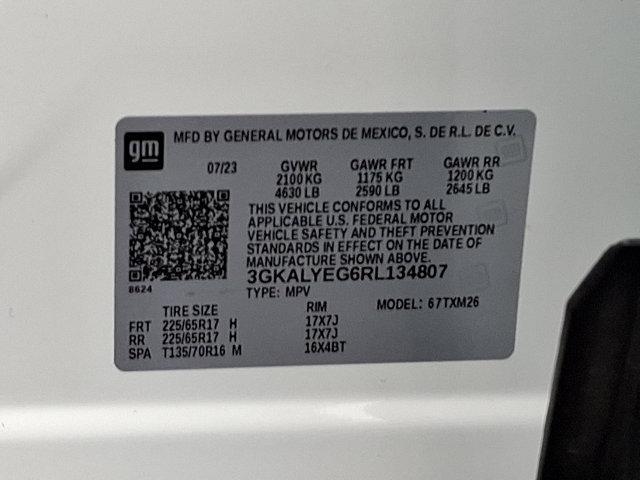 gm
MFD BY GENERAL MOTORS DE MEXICO, S. DE R.L. DE C.V.
07/23 GVWR GAWR FRT GAWR RR
2100 KG 1175 KG 1200 KG
4630 LB 2590 LB 2645 LB
THIS VEHICLE CONFORMS TO ALL
APPLICABLE U.S. FEDERAL MOTOR
VEHICLE SAFETY AND THEFT PREVENTION
STANDARDS IN EFFECT ON THE DATE OF
MANUFACTURE SHOWN ABOVE.
3GKALYEG6RL134807
8624
TYPE: MPV MODEL: 67TXM26
TIRE SIZE RIM
FRT 225/65R17 H 17X7J
RR 225/65R17 H 17X7J
SPA T135/70R16 M 16X4BT